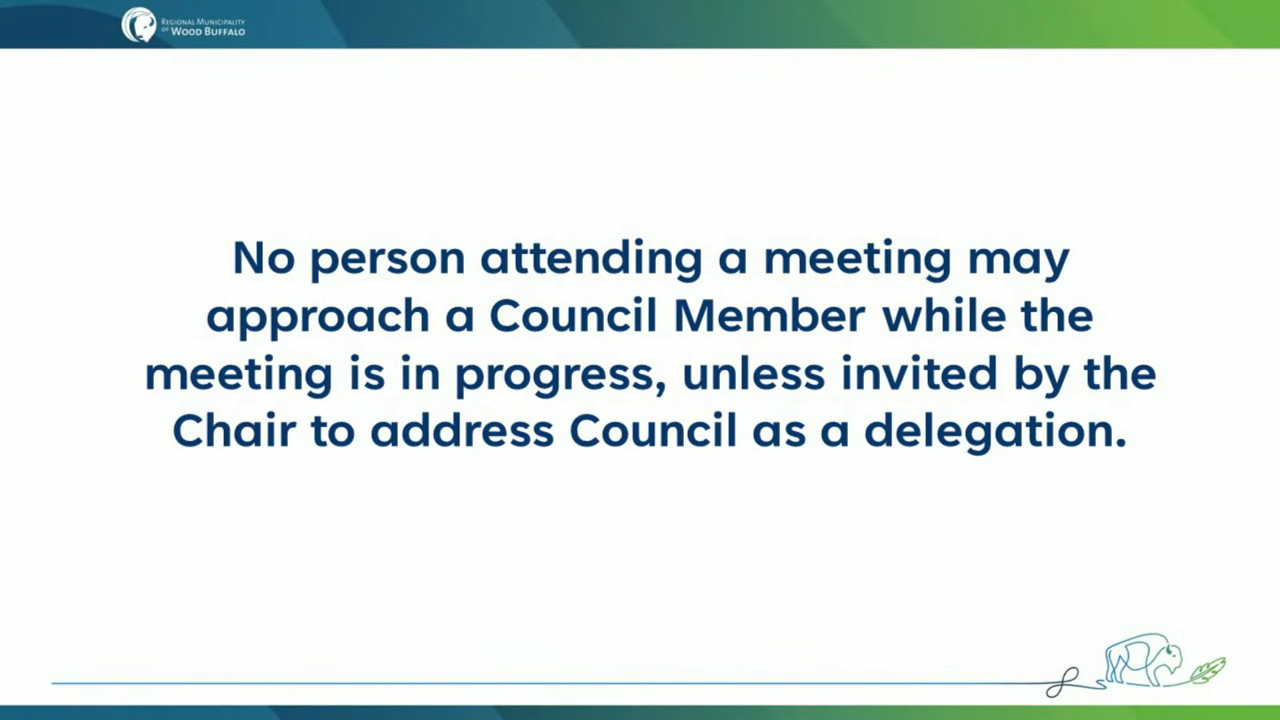 REGIONAL MUNICIPALITY
OF WOOD BUFFALO
No person attending a meeting may
approach a Council Member while the
meeting is in progress, unless invited by the
Chair to address Council as a delegation.